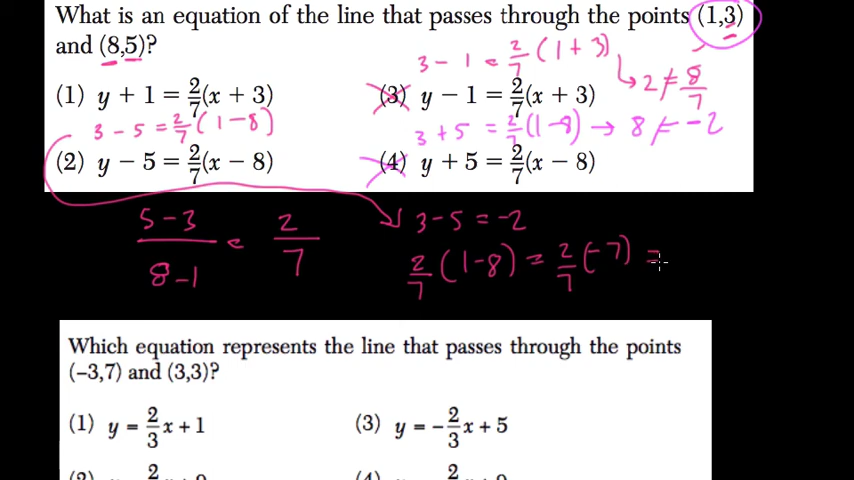 What is an equation of the line that passes through the points (1,3)
and (8,5)?
3 - 1 = 2/7 (1 + 3)
2 ≠ 8/7
(1) y + 1 = 2/7(x + 3)
(3) y − 1 = 2/7(x + 3)
3 - 5 = 2/7 (1 - 8)
3 + 5 = 2/7 (1 - 8) → 8 ≠ -2
(2) y − 5 = 2/7(x − 8)
(4) y + 5 = 2/7(x − 8)
5 - 3 / 8 - 1 = 2/7
3 - 5 = -2
2/7 (1 - 8) = 2/7 (-7) =
Which equation represents the line that passes through the points
(−3,7) and (3,3)?
(1) y = 2/3 x + 1
(3) y = −2/3 x + 5